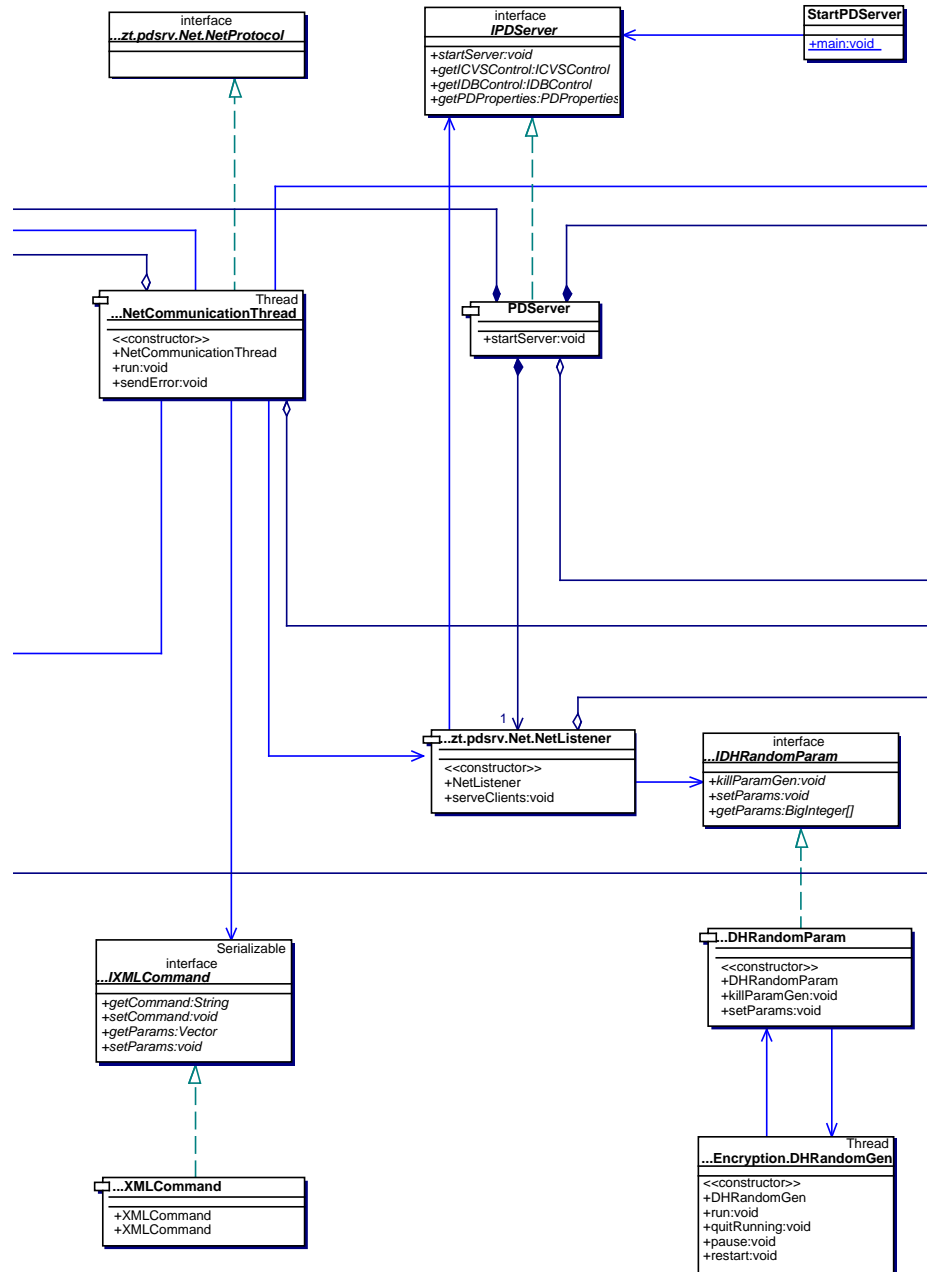 interface
...zt.pdsrv.Net.NetProtocol
interface
IPDServer
+startServer:void
+getICVSControl:ICVSControl
+getIDBControl:IDBControl
+getPDProperties:PDProperties
StartPDServer
+main:void
Thread
...NetCommunicationThread
<<constructor>>
+NetCommunicationThread
+run:void
+sendError:void
PDServer
+startServer:void
1
...zt.pdsrv.Net.NetListener
<<constructor>>
+NetListener
+serveClients:void
interface
...IDHRandomParam
+killParamGen:void
+setParams:void
+getParams:BigInteger[]
Serializable
interface
...IXMLCommand
+getCommand:String
+setCommand:void
+getParams:Vector
+setParams:void
...DHRandomParam
<<constructor>>
+DHRandomParam
+killParamGen:void
+setParams:void
...XMLCommand
+XMLCommand
+XMLCommand
Thread
...Encryption.DHRandomGen
<<constructor>>
+DHRandomGen
+run:void
+quitRunning:void
+pause:void
+restart:void